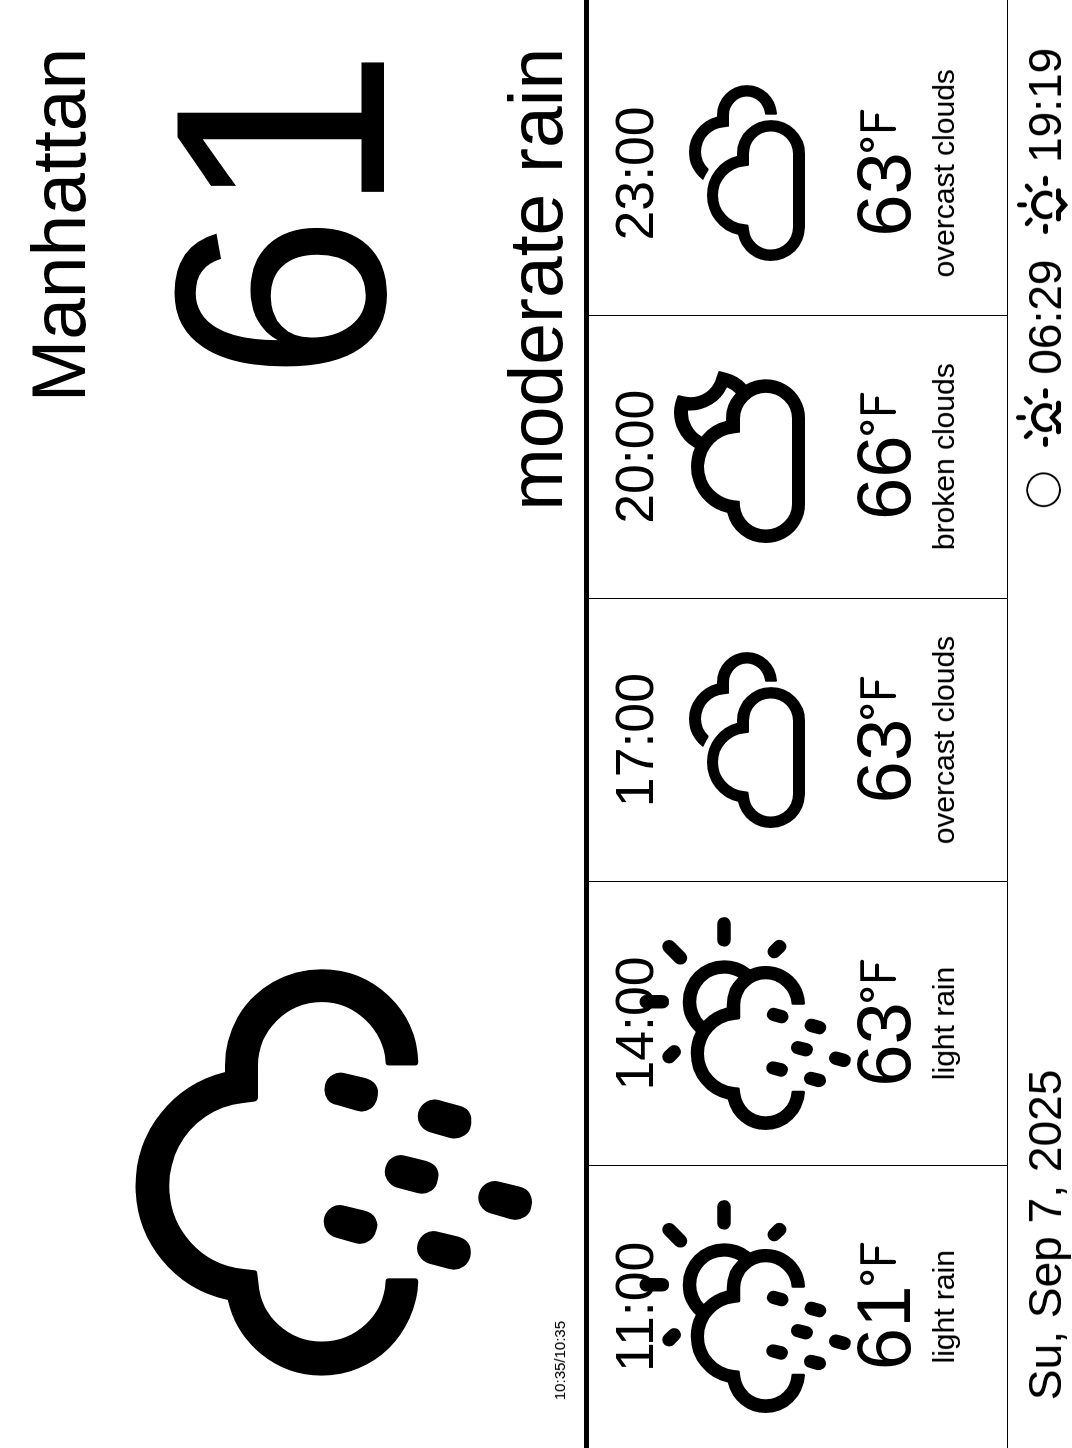 Manhattan
61
moderate rain
10:35/10:35
11:00
61°F
light rain
14:00
63°F
light rain
17:00
63°F
overcast clouds
20:00
66°F
broken clouds
23:00
63°F
overcast clouds
Su, Sep 7, 2025
06:29 19:19